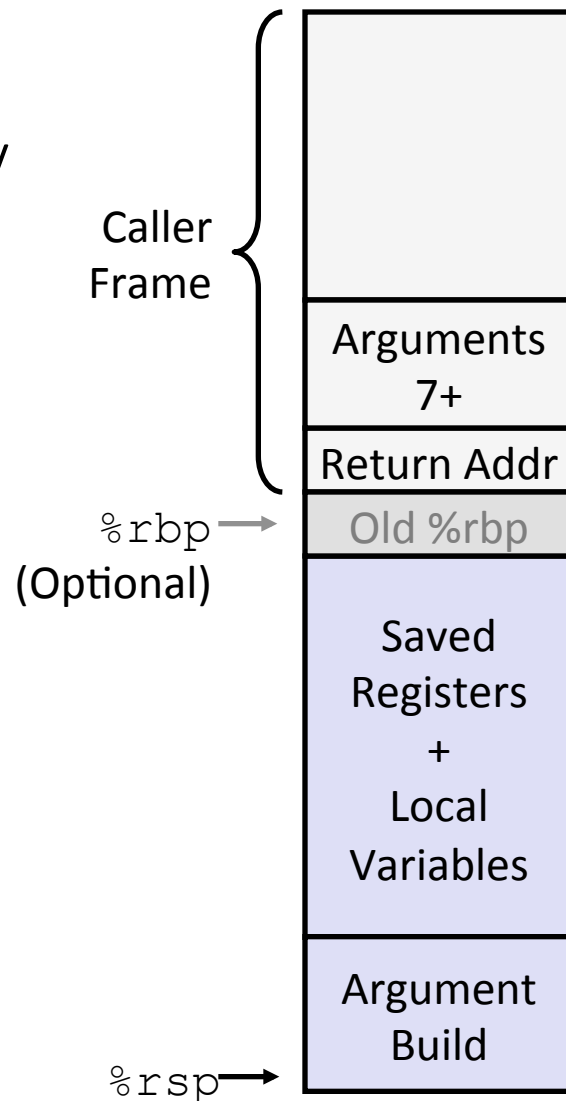 Caller
Frame
Arguments
7+
Return Addr
%rbp
(Optional)
Old %rbp
Saved
Registers
+
Local
Variables
Argument
Build
%rsp